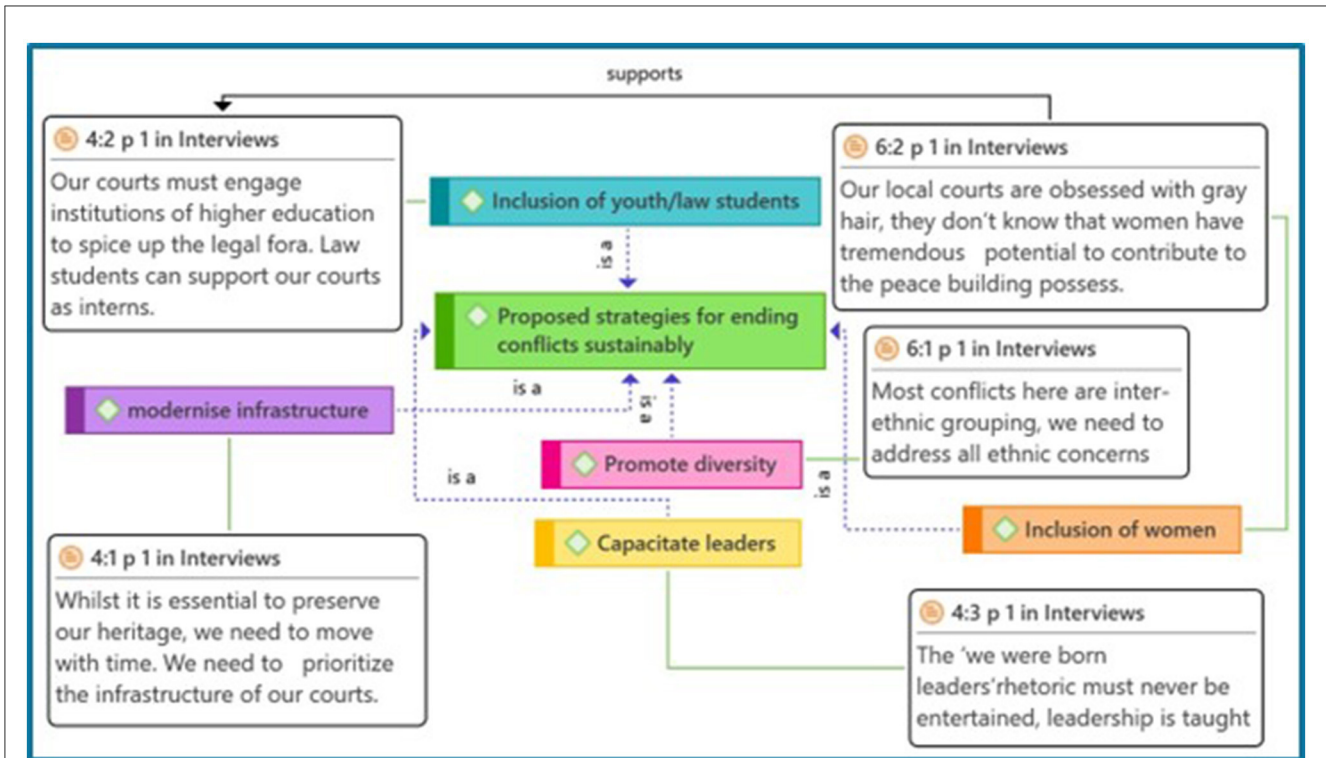 supports
4:2 p 1 in Interviews
Our courts must engage
institutions of higher education
to spice up the legal fora. Law
students can support our courts
as interns.
6:2 p 1 in Interviews
Our local courts are obsessed with gray
hair, they don't know that women have
tremendous potential to contribute to
the peace building possess.
Inclusion of youth/law students
is a
Proposed strategies for ending
conflicts sustainably
6:1 p 1 in Interviews
Most conflicts here are inter-
ethnic grouping, we need to
address all ethnic concerns
modernise infrastructure
is a
is a
Promote diversity
is a
is a
Capacitate leaders
Inclusion of women
4:1 p 1 in Interviews
Whilst it is essential to preserve
our heritage, we need to move
with time. We need to prioritize
the infrastructure of our courts.
4:3 p 1 in Interviews
The 'we were born
leaders'rhetoric must never be
entertained, leadership is taught